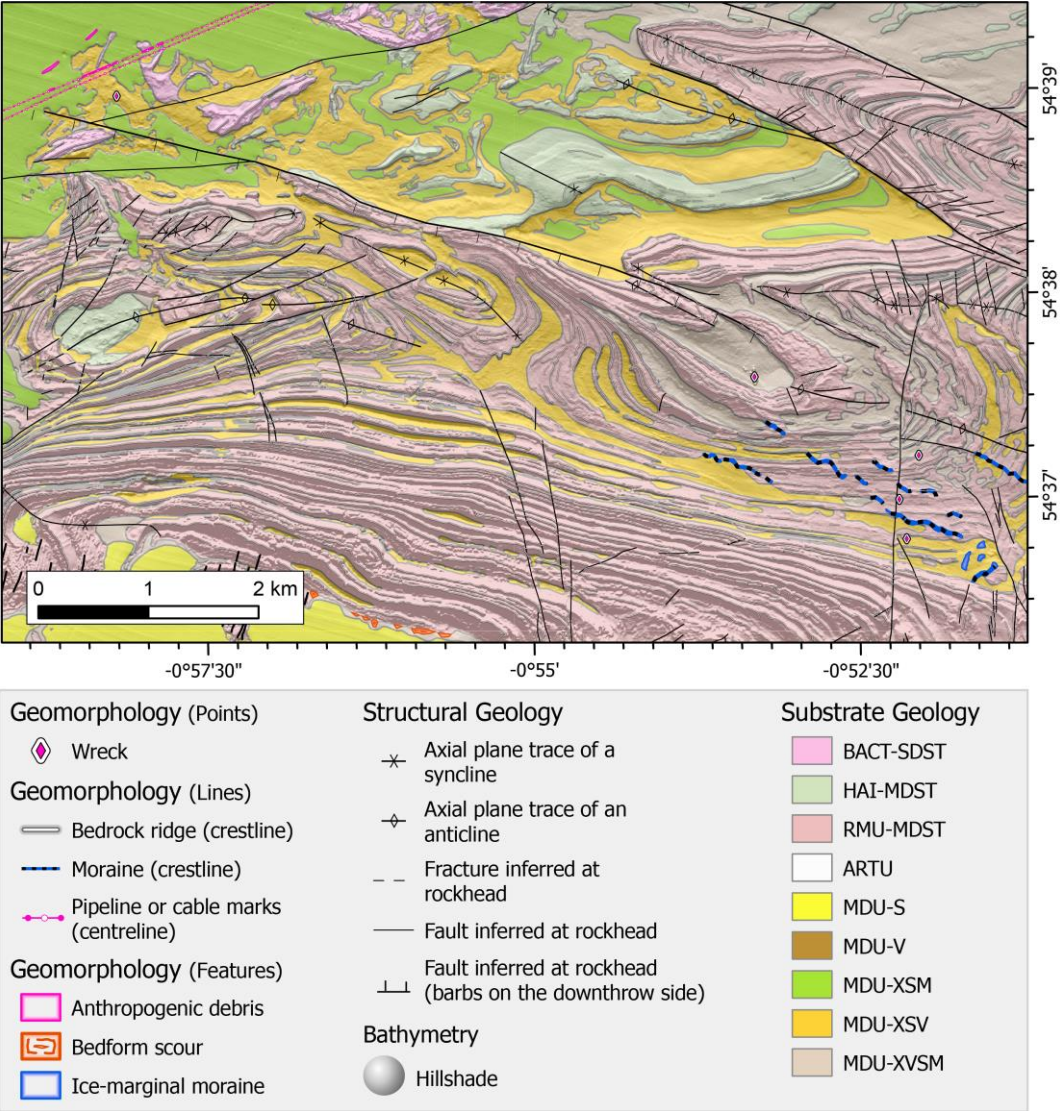 54°39'
54°38'
54°37'
0 1 2 km
-0°57'30" -0°55' -0°52'30"
Geomorphology (Points)
Wreck
Geomorphology (Lines)
Bedrock ridge (crestline)
Moraine (crestline)
Pipeline or cable marks
(centreline)
Geomorphology (Features)
Anthropogenic debris
Bedform scour
Ice-marginal moraine
Structural Geology
Axial plane trace of a
syncline
Axial plane trace of an
anticline
Fracture inferred at
rockhead
Fault inferred at rockhead
Fault inferred at rockhead
(barbs on the downthrow side)
Bathymetry
Hillshade
Substrate Geology
BACT-SDST
HAI-MDST
RMU-MDST
ARTU
MDU-S
MDU-V
MDU-XSM
MDU-XSV
MDU-XVSM